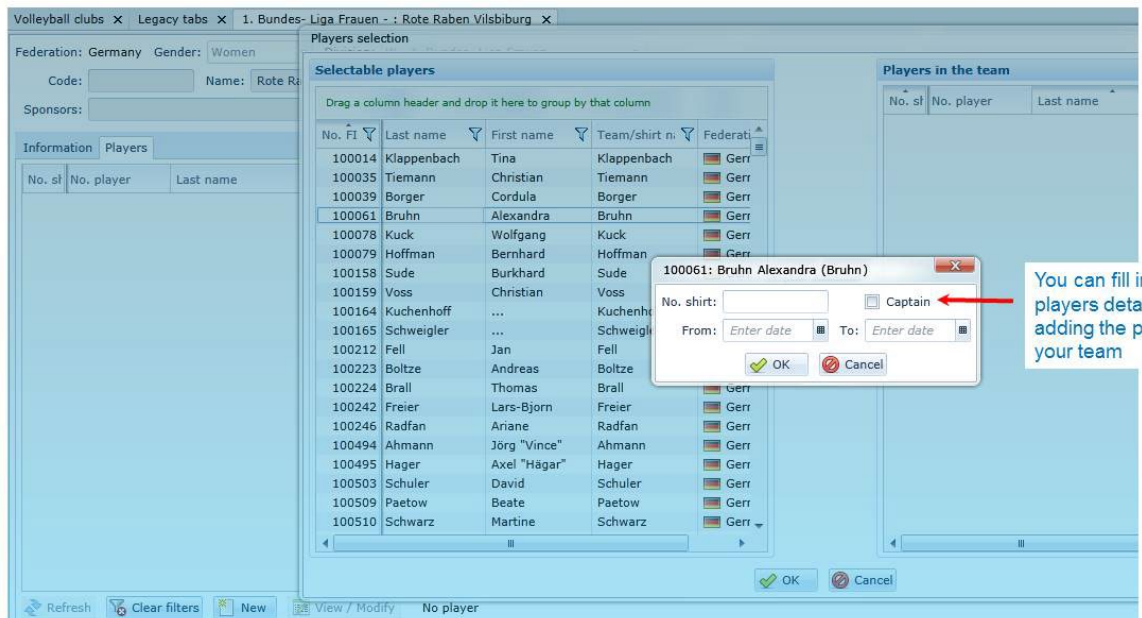 Volleyball clubs X Legacy tabs X 1. Bundes- Liga Frauen - : Rote Raben Vilsbiburg X
Players selection
Federation: Germany Gender: Women
Code: Name: Rote Ra
Sponsors:
Information Players
No. sh No. player Last name
Selectable players
Drag a column header and drop it here to group by that column
No. FI Last name First name Team/shirt n Federati
100014 Klappenbach Tina Klappenbach Gerr
100035 Tiemann Christian Tiemann Gerr
100039 Borger Cordula Borger Gerr
100061 Bruhn Alexandra Bruhn Gerr
100078 Kuck Wolfgang Kuck Gerr
100079 Hoffman Bernhard Hoffman Gerr
100158 Sude Burkhard Sude
100159 Voss Christian Voss
100164 Kuchenhoff ... Kuchenho
100165 Schweigler ... Schweigl
100212 Fell Jan Fell
100223 Boltze Andreas Boltze
100224 Brall Thomas Brall Gerr
100242 Freier Lars-Bjorn Freier Gerr
100246 Radfan Ariane Radfan Gerr
100494 Ahmann Jörg "Vince" Ahmann Gerr
100495 Hager Axel "Hägar" Hager Gerr
100503 Schuler David Schuler Gerr
100509 Paetow Beate Paetow Gerr
100510 Schwarz Martine Schwarz Gerr
Players in the team
No. sh No. player Last name
100061: Bruhn Alexandra (Bruhn)
No. shirt: Captain
From: Enter date To: Enter date
OK Cancel
You can fill i
players deta
adding the p
your team
OK Cancel
Refresh Clear filters New View / Modify No player